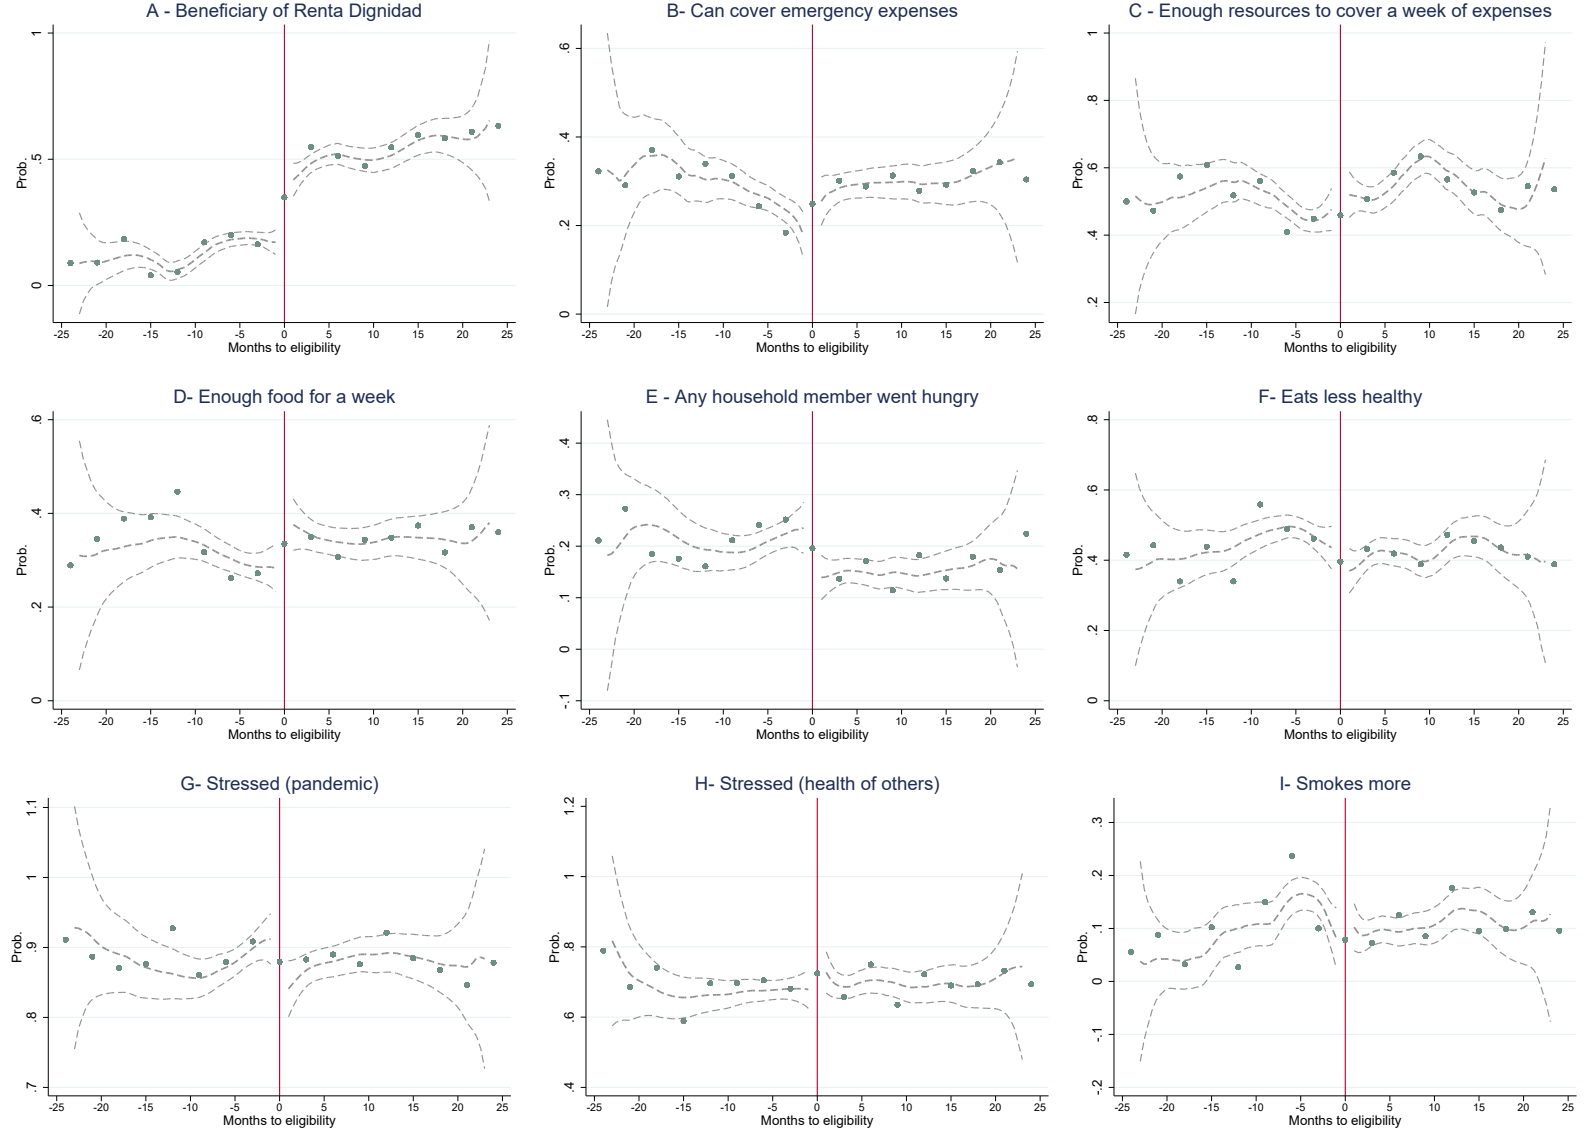 A - Beneficiary of Renta Dignidad
Prob.
1
.5
0
-25 -20 -15 -10 -5 0 5 10 15 20 25
Months to eligibility
B- Can cover emergency expenses
Prob.
.6
.4
.2
0
-25 -20 -15 -10 -5 0 5 10 15 20 25
Months to eligibility
C - Enough resources to cover a week of expenses
Prob.
1
.8
.6
.4
.2
-25 -20 -15 -10 -5 0 5 10 15 20 25
Months to eligibility
D- Enough food for a week
Prob.
.6
.4
.2
0
-25 -20 -15 -10 -5 0 5 10 15 20 25
Months to eligibility
E - Any household member went hungry
Prob.
.4
.3
.2
.1
0
-.1
-25 -20 -15 -10 -5 0 5 10 15 20 25
Months to eligibility
F- Eats less healthy
Prob.
.8
.6
.4
.2
0
-25 -20 -15 -10 -5 0 5 10 15 20 25
Months to eligibility
G- Stressed (pandemic)
Prob.
1.1
1
.9
.8
.7
-25 -20 -15 -10 -5 0 5 10 15 20 25
Months to eligibility
H- Stressed (health of others)
Prob.
1.2
1
.8
.6
.4
-25 -20 -15 -10 -5 0 5 10 15 20 25
Months to eligibility
I- Smokes more
Prob.
.3
.2
.1
0
-.1
-.2
-25 -20 -15 -10 -5 0 5 10 15 20 25
Months to eligibility